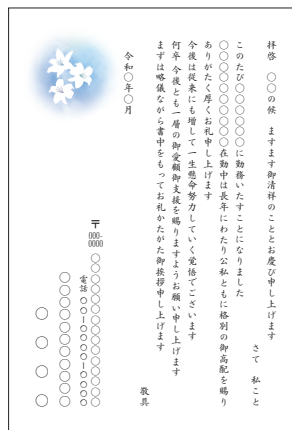 拝啓　○○の候　ますます御清祥のこととお慶び申し上げます
さて　私こと
このたび○○○○○○に勤務いたすことになりました
○○○○○○○○在勤中は長年にわたり公私ともに格別の御高配を賜り
ありがたく厚くお礼申し上げます
今後は従来にも増して一生懸命努力していく覚悟でございます
何卒　今後とも一層の御愛顧御支援を賜りますようお願い申し上げます
まずは略儀ながら書中をもってお礼かたがた御挨拶申し上げます
敬具
令和○年○月
〒000-0000　○○○○○○○○○○○○○○
電話　○○ー○○○○ー○○○○
○○○○○○○○○○
○　○　○　○